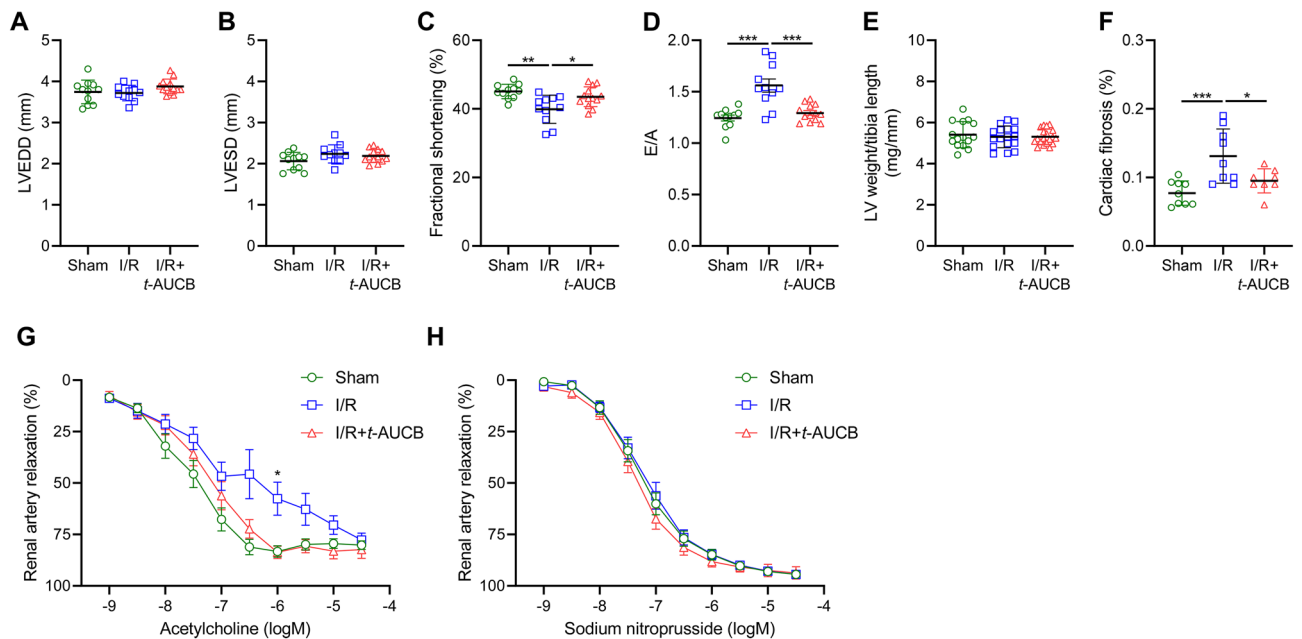 A
LVEDD (mm)
5
4
3
2
1
0
Sham
I/R
I/R+
t-AUCB
B
LVESD (mm)
5
4
3
2
1
0
Sham
I/R
I/R+
t-AUCB
C
Fractional shortening (%)
60
40
20
0
**
*
Sham
I/R
I/R+
t-AUCB
D
E/A
2.0
1.5
1.0
0.5
0.0
***
***
Sham
I/R
I/R+
t-AUCB
E
LV weight/tibia length
(mg/mm)
10
8
6
4
2
0
Sham
I/R
I/R+
t-AUCB
F
Cardiac fibrosis (%)
0.3
0.2
0.1
0.0
***
*
Sham
I/R
I/R+
t-AUCB
G
Renal artery relaxation (%)
0
25
50
75
100
Sham
I/R
I/R+t-AUCB
*
-9
-8
-7
-6
-5
-4
Acetylcholine (logM)
H
Renal artery relaxation (%)
0
25
50
75
100
Sham
I/R
I/R+t-AUCB
-9
-8
-7
-6
-5
-4
Sodium nitroprusside (logM)